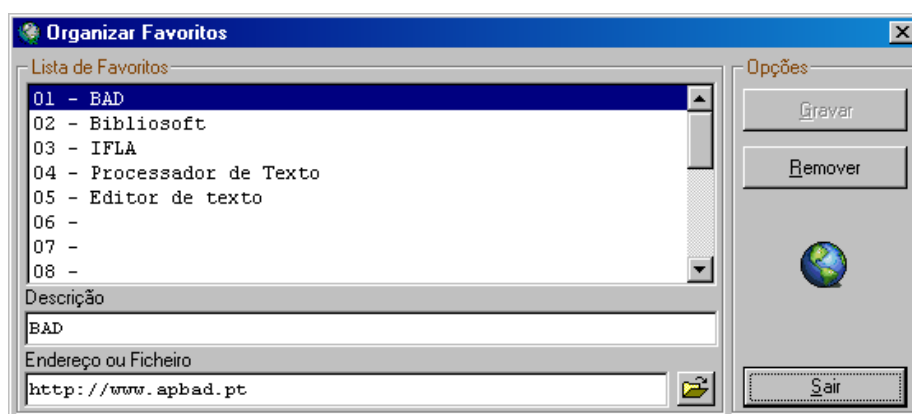 Organizar Favoritos
Lista de Favoritos
01 - BAD
02 - Bibliosoft
03 - IFLA
04 - Processador de Texto
05 - Editor de texto
06 -
07 -
08 -
Descrição
BAD
Endereço ou Ficheiro
http://www.apbad.pt
Opções
Gravar
Remover
Sair